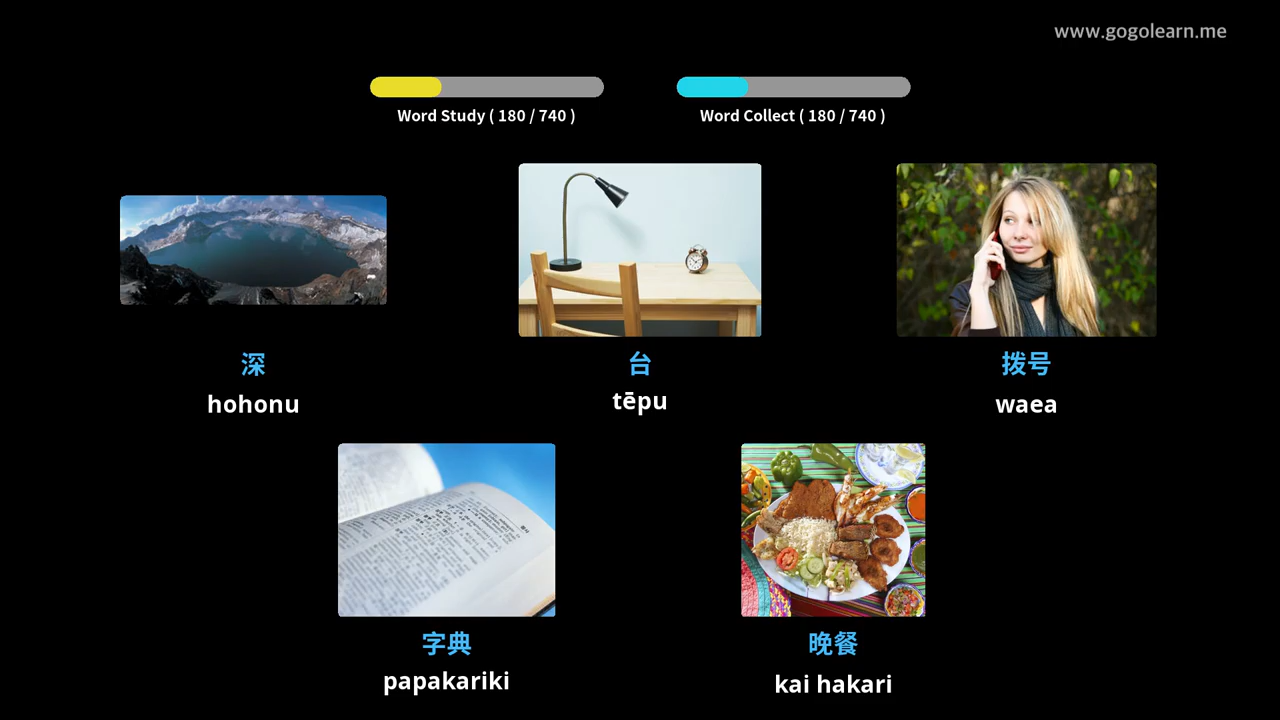 www.gogolearn.me
Word Study ( 180 / 740 )
Word Collect ( 180 / 740 )
深
hohonu
台
tēpu
拨号
waea
字典
papakariki
晚餐
kai hakari